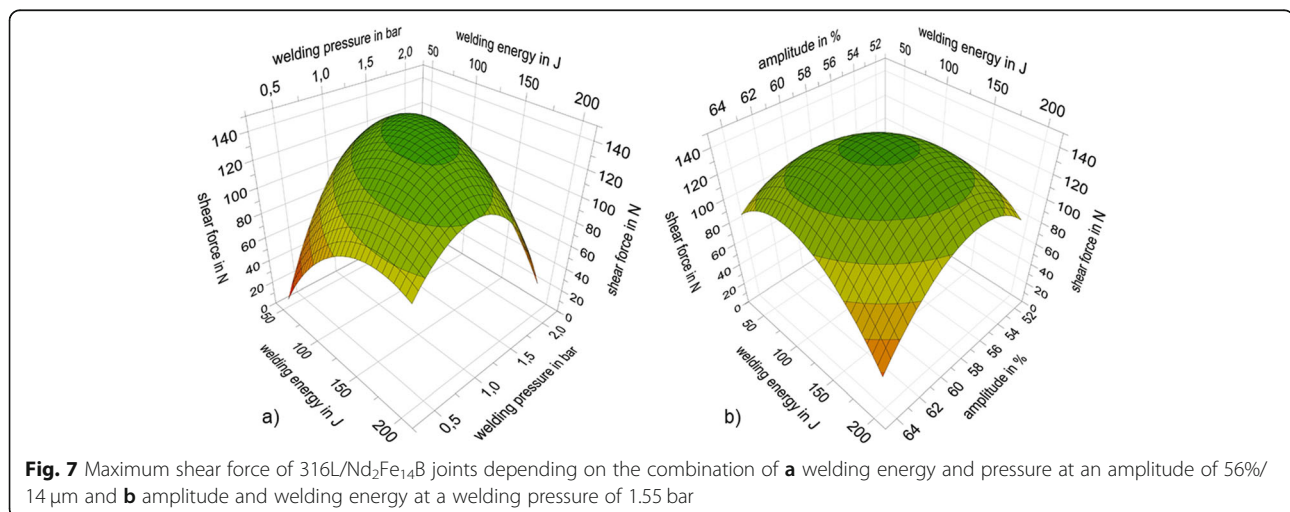 welding pressure in bar
0,5 1,0 1,5 2,0
welding energy in J
50 100 150 200
140
120
100
80
60
40
20
0
shear force in N
140
120
100
80
60
40
20
0
shear force in N
50 100 150 200
welding energy in J
0,5 1,0 1,5 2,0
welding pressure in bar
a)
amplitude in %
64 62 60 58 56 54 52
welding energy in J
50 100 150 200
140
120
100
80
60
40
20
0
shear force in N
140
120
100
80
60
40
20
0
shear force in N
50 100 150 200
welding energy in J
64 62 60 58 56 54 52
amplitude in %
b)
Fig. 7 Maximum shear force of 316L/Nd₂Fe₁₄B joints depending on the combination of a welding energy and pressure at an amplitude of 56%/
14 μm and b amplitude and welding energy at a welding pressure of 1.55 bar